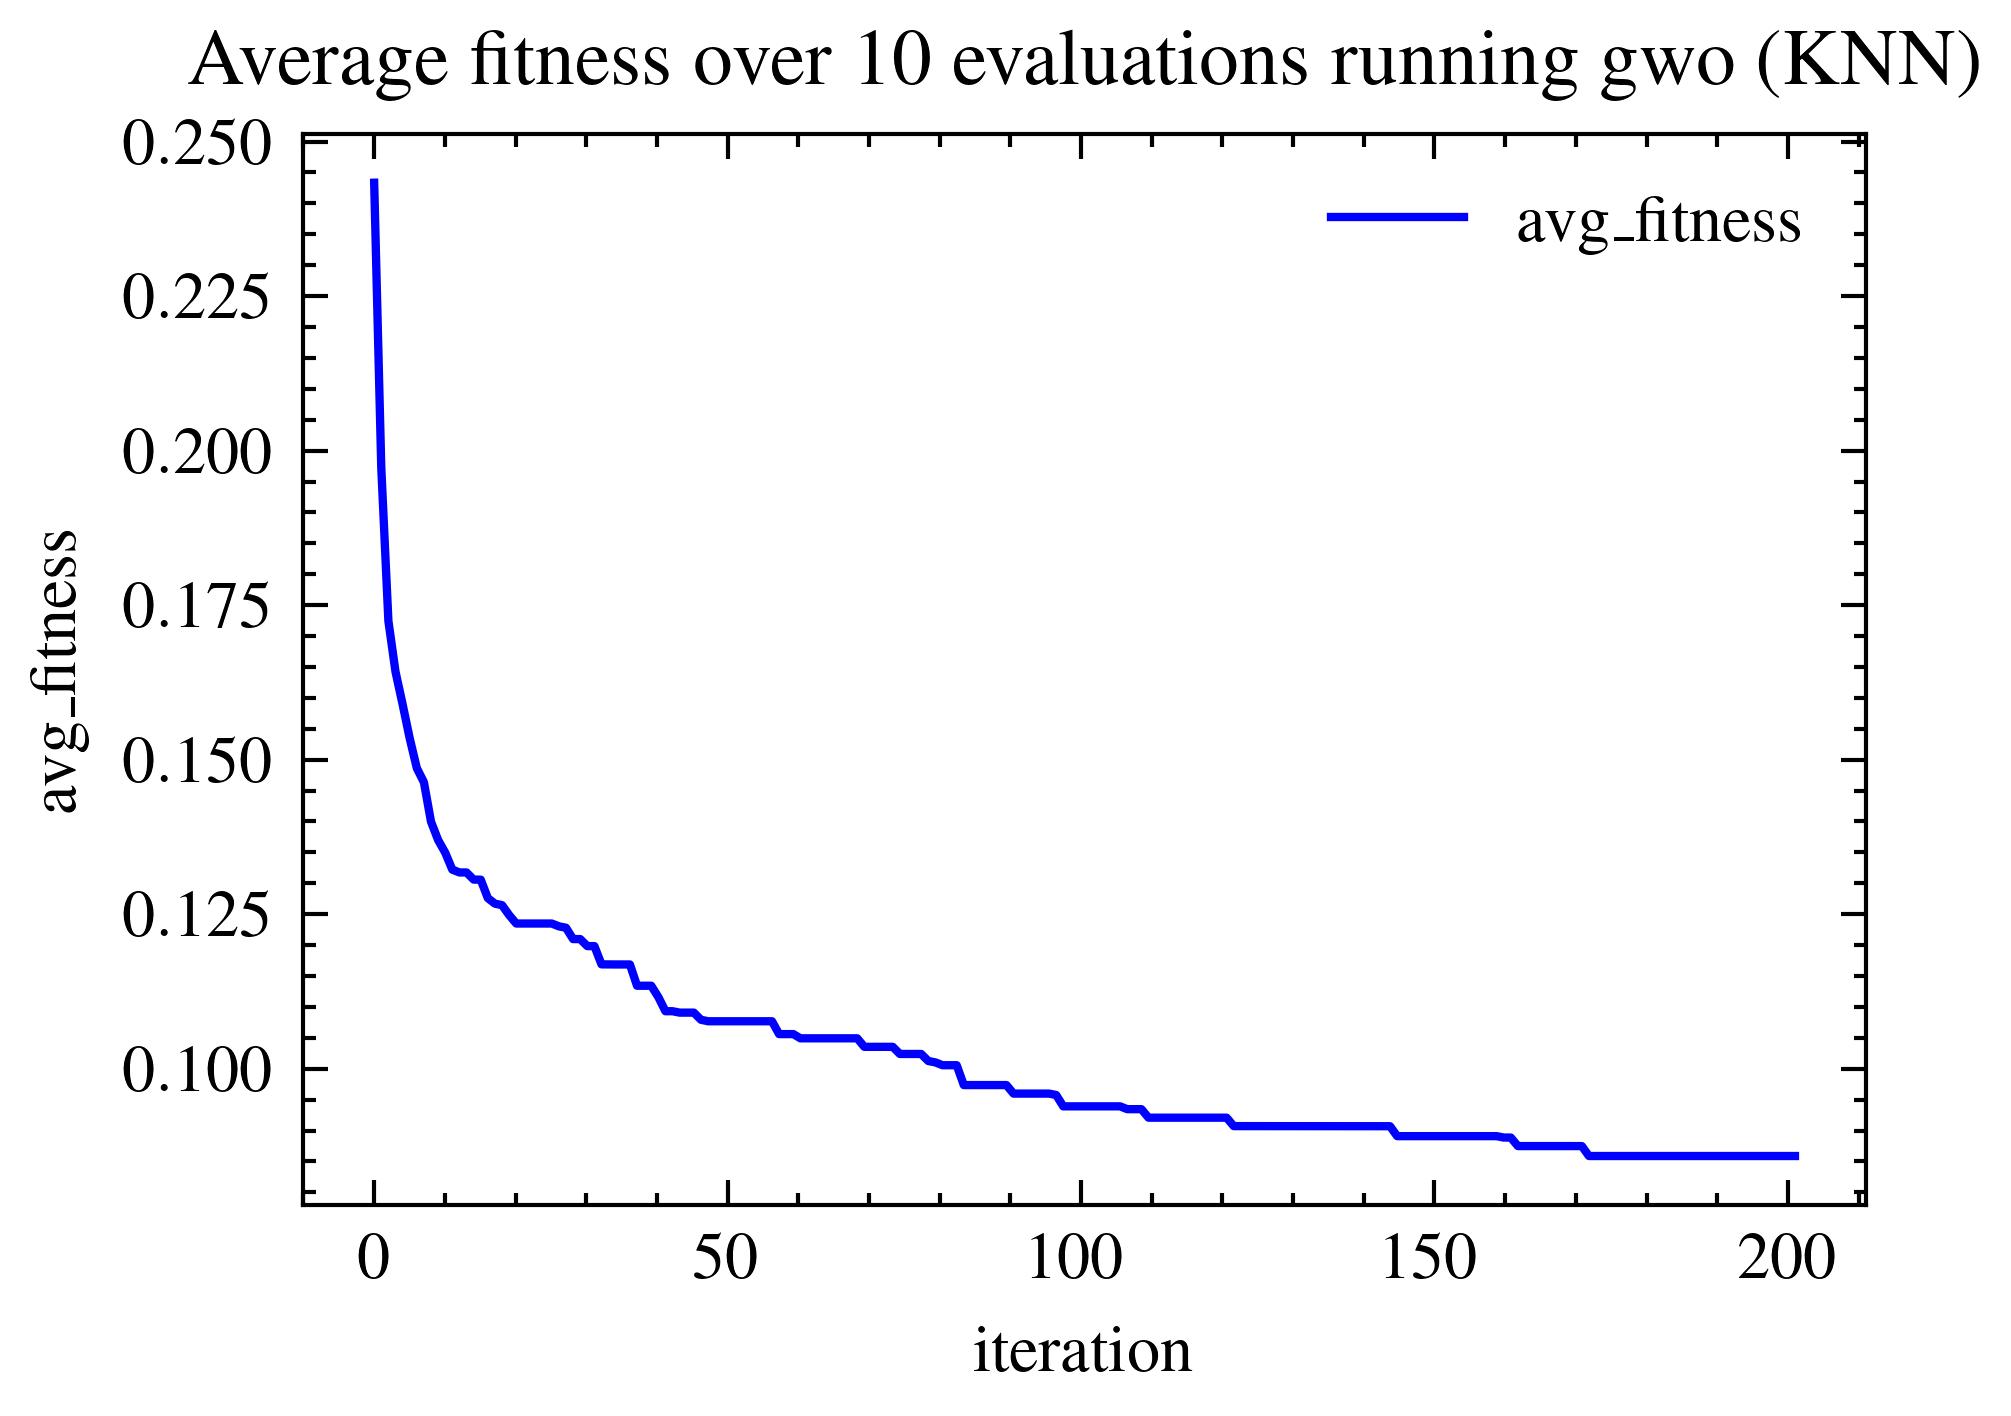 Average fitness over 10 evaluations running gwo (KNN)
0.250
0.225
0.200
0.175
0.150
0.125
0.100
avg_fitness
avg_fitness
0 50 100 150 200
iteration